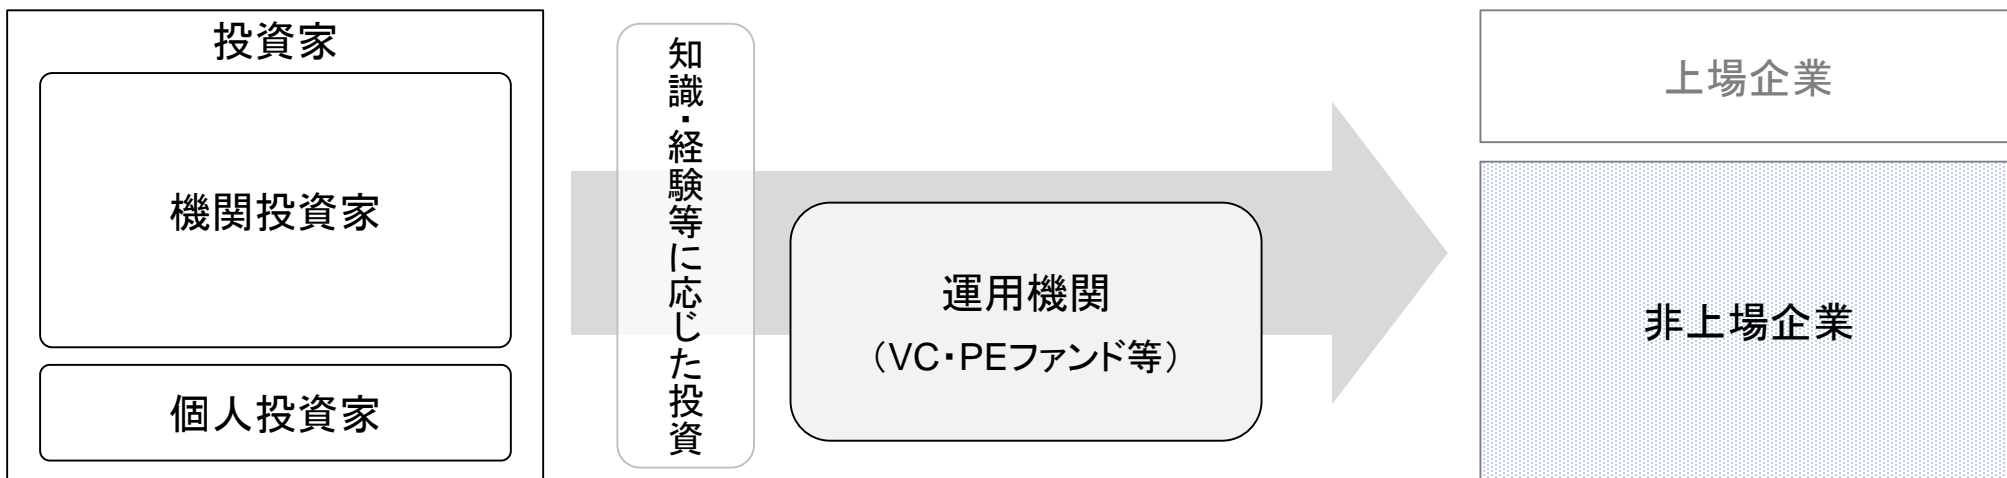 投資家
機関投資家
個人投資家
知識・経験等に応じた投資
運用機関
（VC・PEファンド等）
上場企業
非上場企業